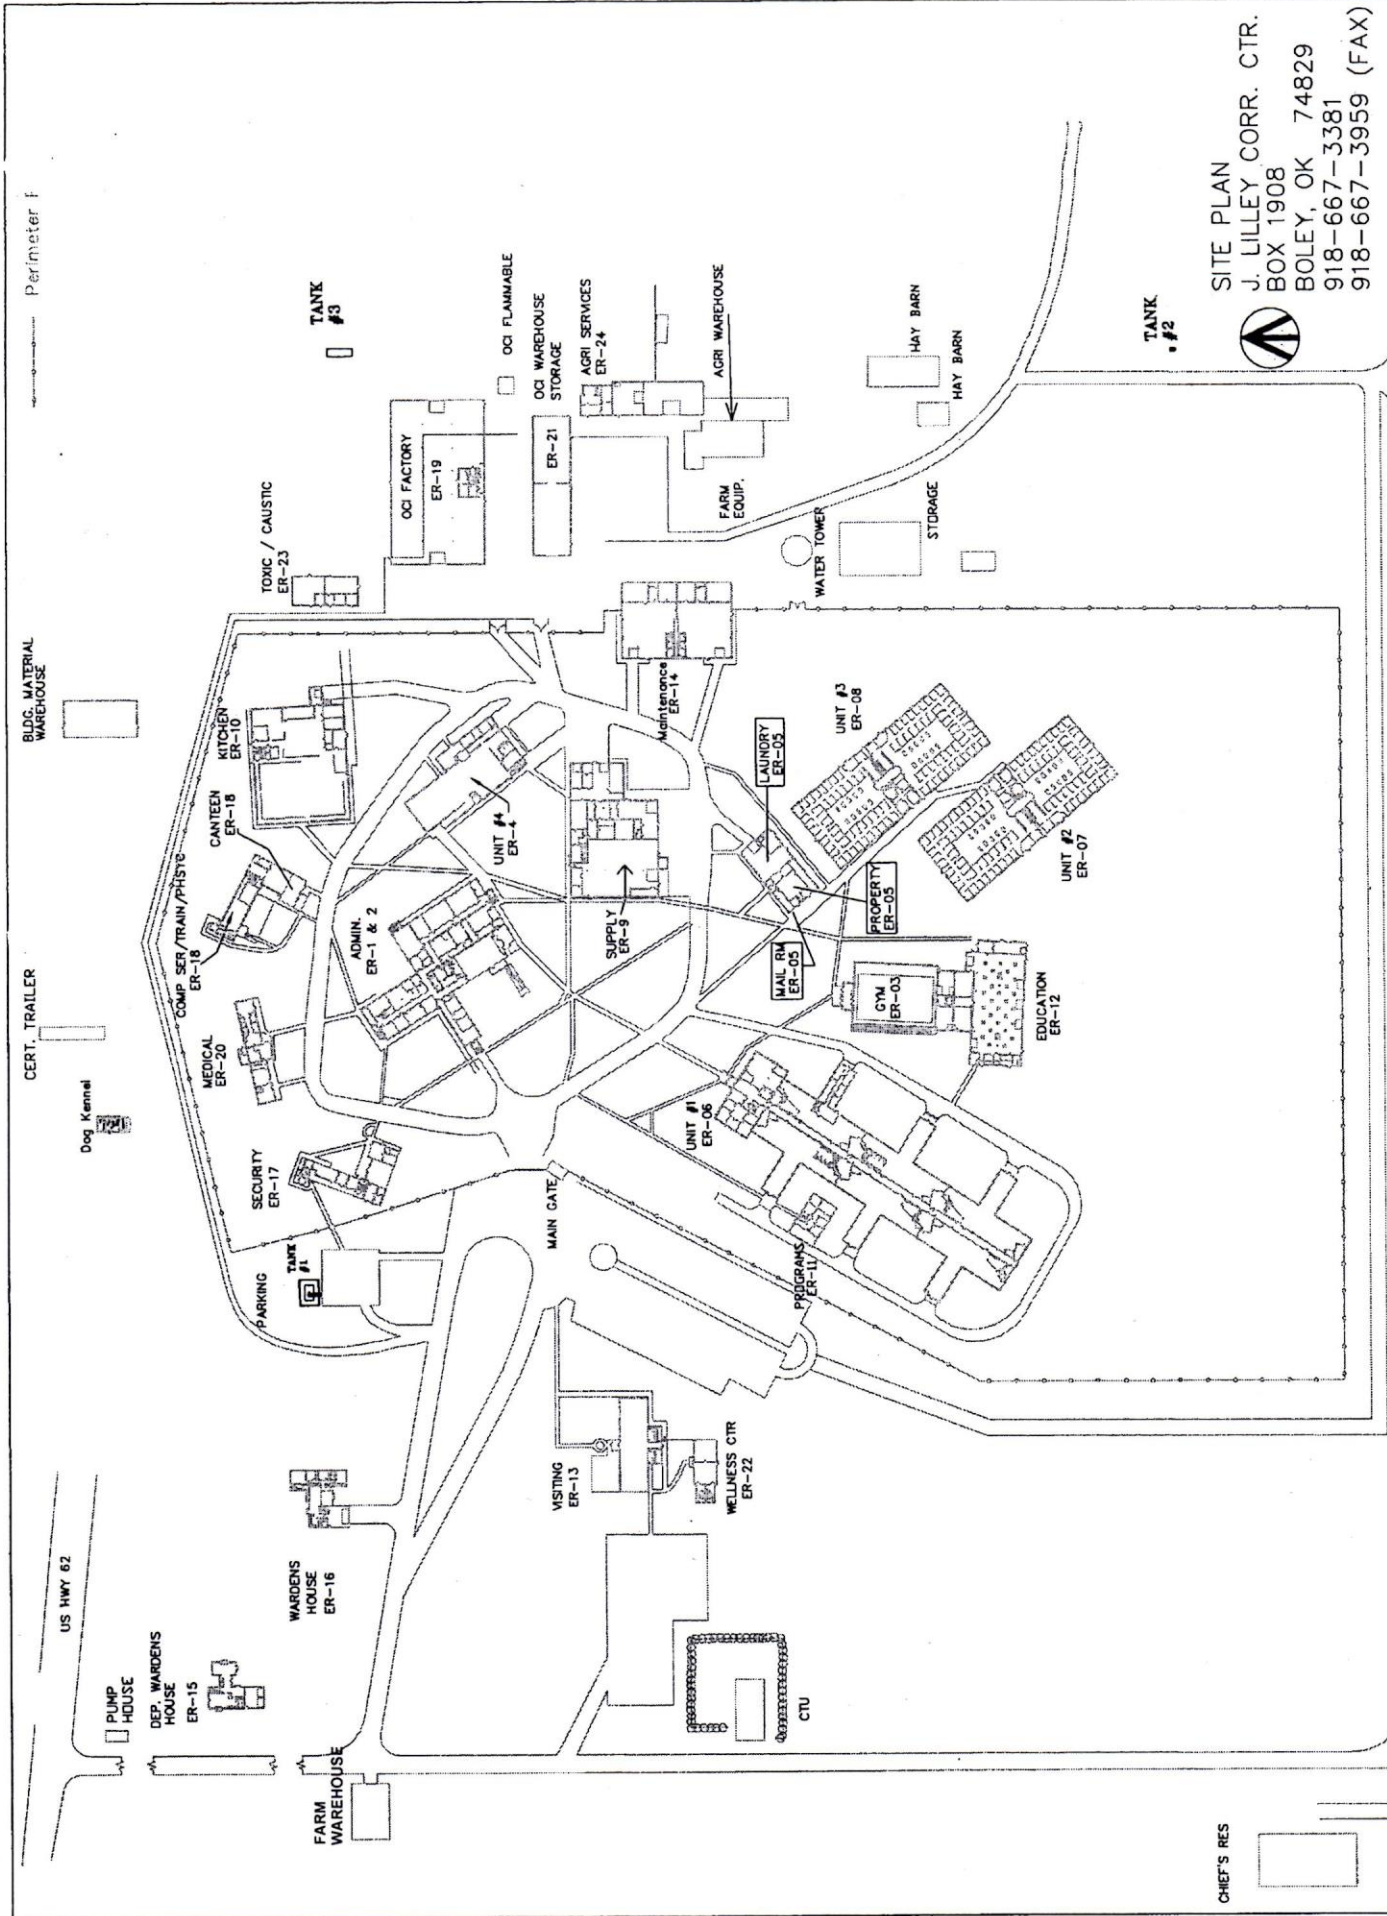 Perimeter F
BLDG. MATERIAL
WAREHOUSE
CERT. TRAILER
Dog Kennel
US HWY 62
PUMP
HOUSE
DEP. WARDENS
HOUSE
ER-15
WARDENS
HOUSE
ER-16
FARM
WAREHOUSE
PARKING
TANK
#1
SECURITY
ER-17
MEDICAL
ER-20
COMP SER/TRAIN/PHSYC
ER-18
CANTEEN
ER-18
KITCHEN
ER-10
TOXIC / CAUSTIC
ER-23
TANK
#3
OCI FACTORY
ER-19
OCI FLAMMABLE
OCI WAREHOUSE
STORAGE
ER-21
AGRI SERVICES
ER-24
AGRI WAREHOUSE
FARM
EQUIP.
ADMIN.
ER-1 & 2
UNIT #4
ER-4
SUPPLY
ER-9
Maintenance
ER-14
MAIN GATE
VISITING
ER-13
WELLNESS CTR
ER-22
CTU
UNIT #1
ER-06
PROGRAMS
ER-11
MAIL RM
ER-05
LAUNDRY
ER-05
PROPERTY
ER-05
GYM
ER-03
EDUCATION
ER-12
UNIT #3
ER-08
UNIT #2
ER-07
WATER TOWER
STORAGE
HAY BARN
HAY BARN
TANK
#2
CHIEF'S RES
SITE PLAN
J. LILLEY CORR. CTR.
BOX 1908
BOLEY, OK 74829
918-667-3381
918-667-3959 (FAX)